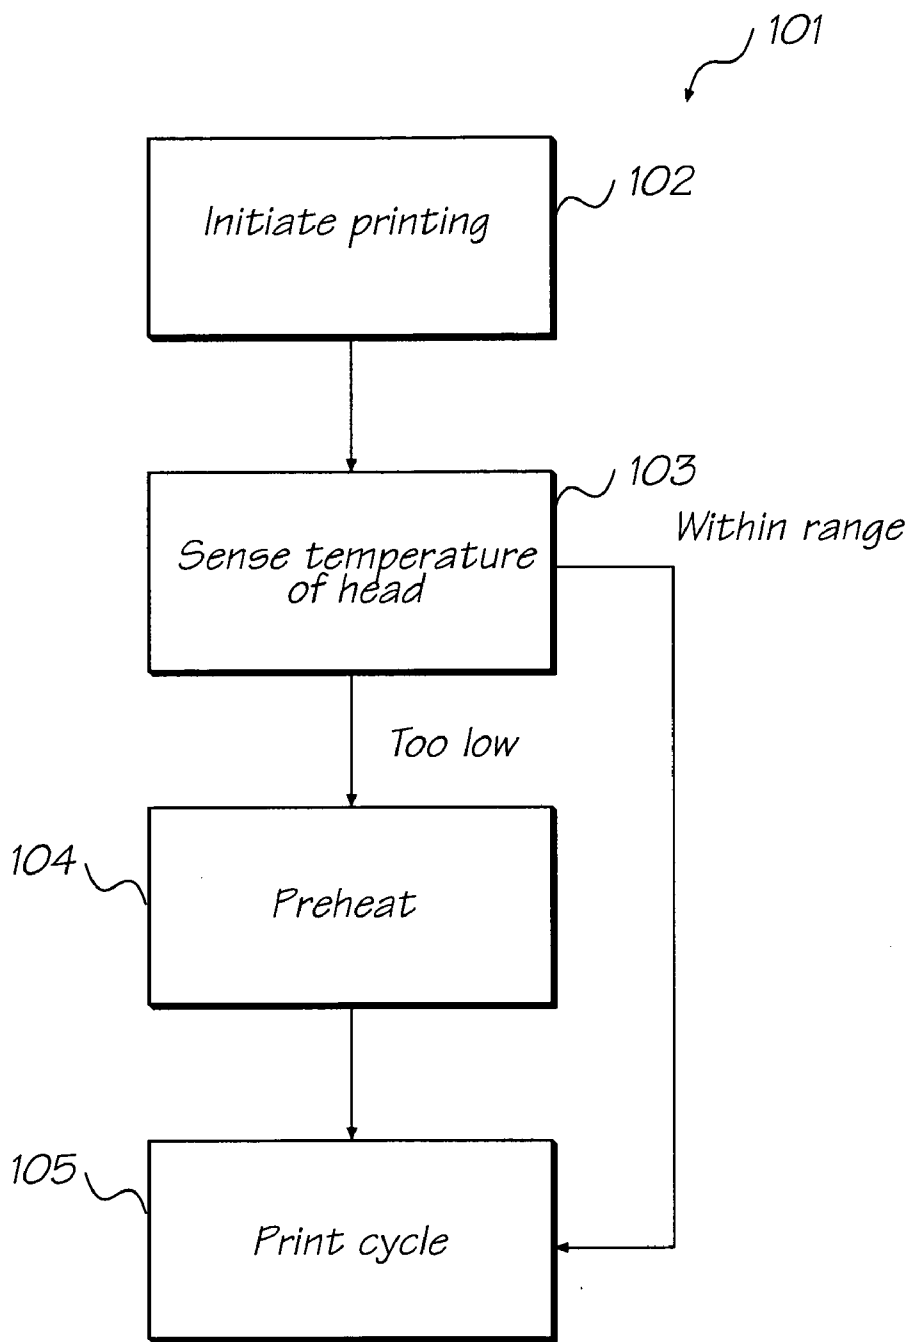 101
Initiate printing
102
103
Within range
Sense temperature
of head
Too low
104
Preheat
105
Print cycle